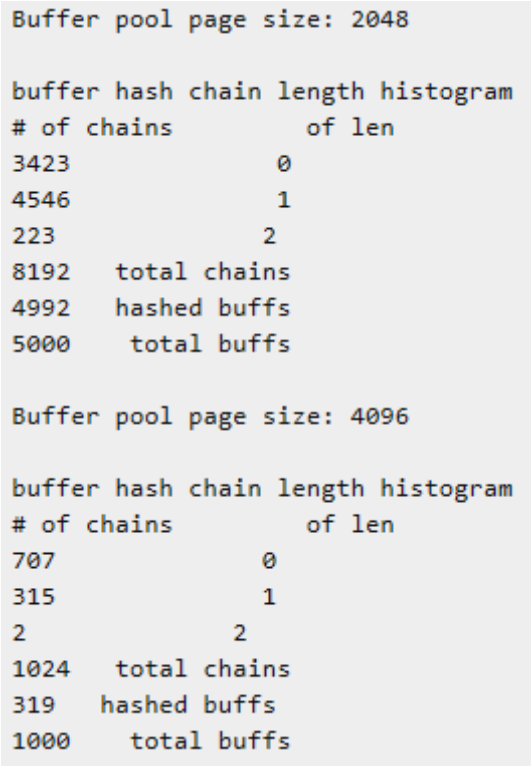 Buffer pool page size: 2048
buffer hash chain length histogram
# of chains of len
3423 0
4546 1
223 2
8192 total chains
4992 hashed buffs
5000 total buffs
Buffer pool page size: 4096
buffer hash chain length histogram
# of chains of len
707 0
315 1
2 2
1024 total chains
319 hashed buffs
1000 total buffs